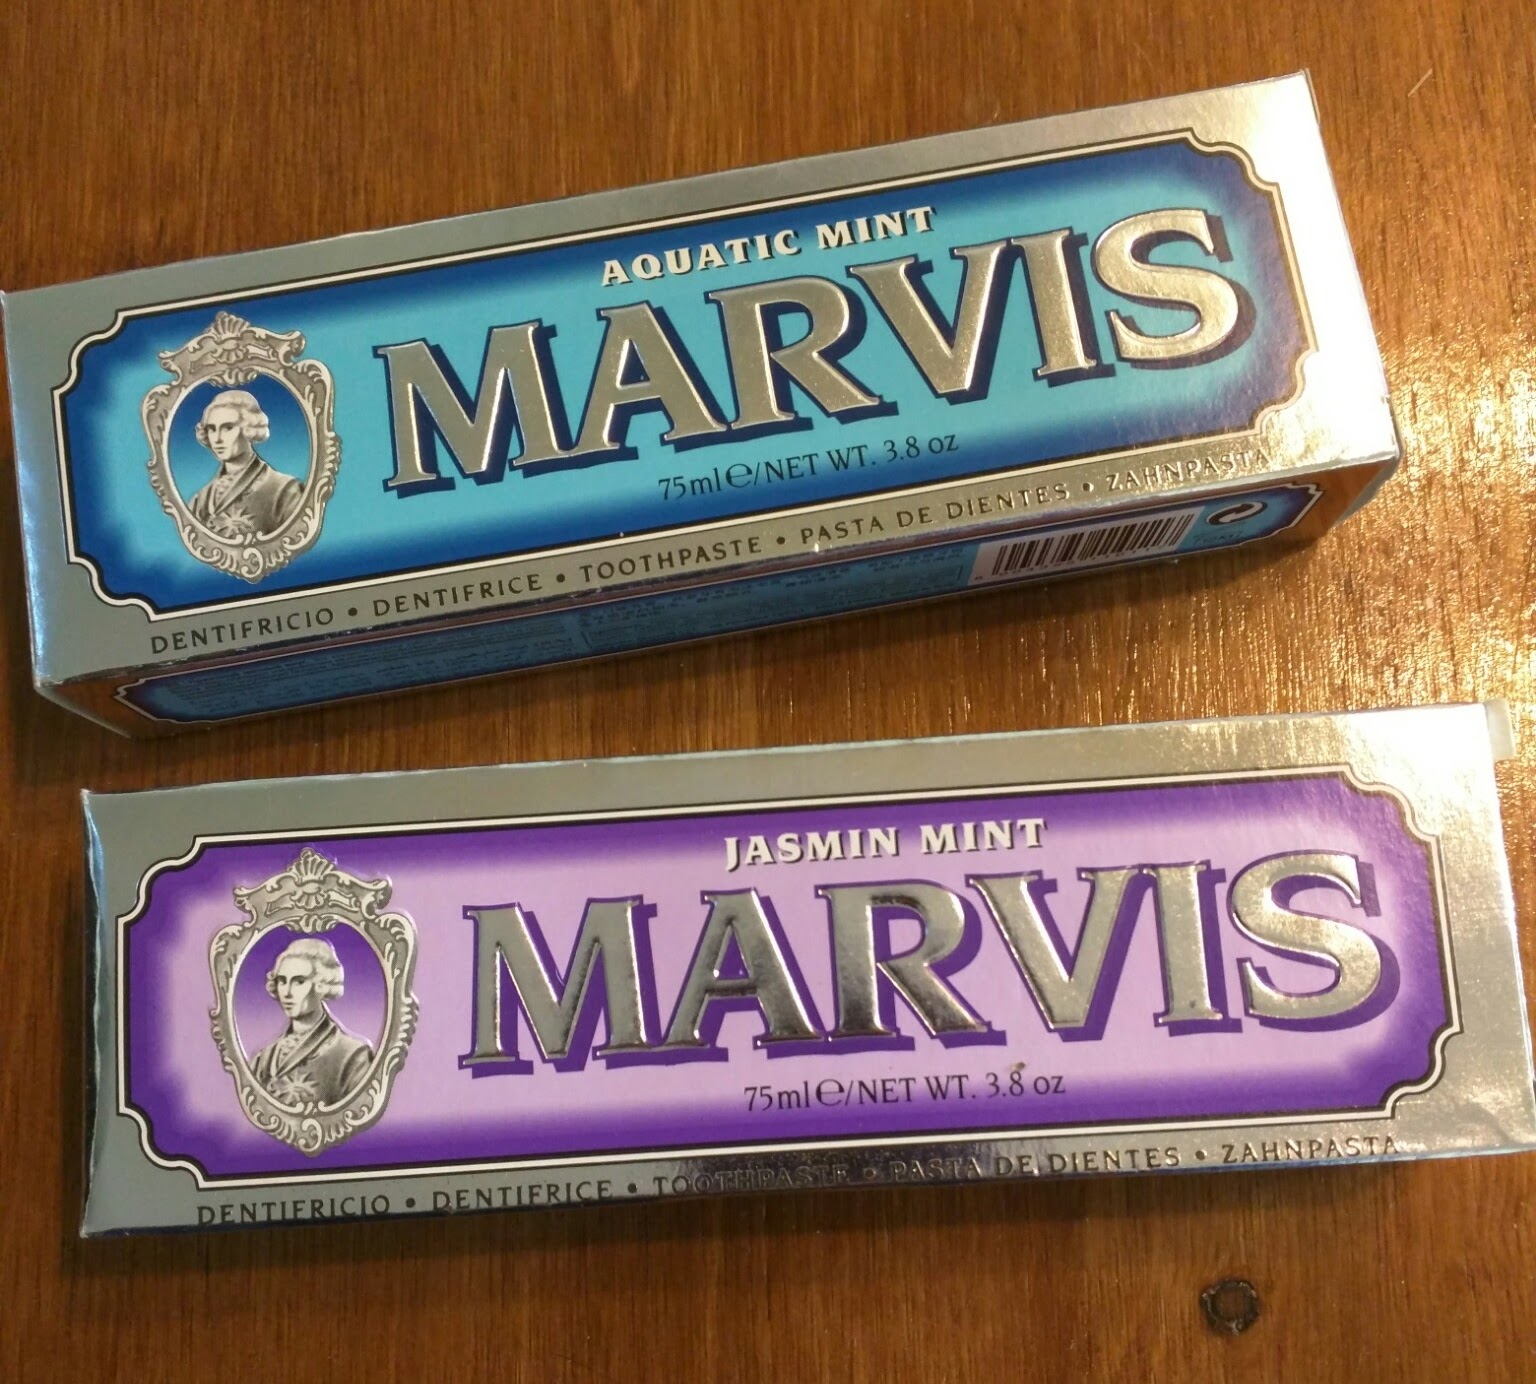 AQUATIC MINT
MARVIS
75ml℮/NET WT. 3.8 oz
DENTIFRICIO • DENTIFRICE • TOOTHPASTE • PASTA DE DIENTES • ZAHNPASTA
JASMIN MINT
MARVIS
75ml℮/NET WT. 3.8 oz
DENTIFRICIO • DENTIFRICE • TOOTHPASTE • PASTA DE DIENTES • ZAHNPASTA